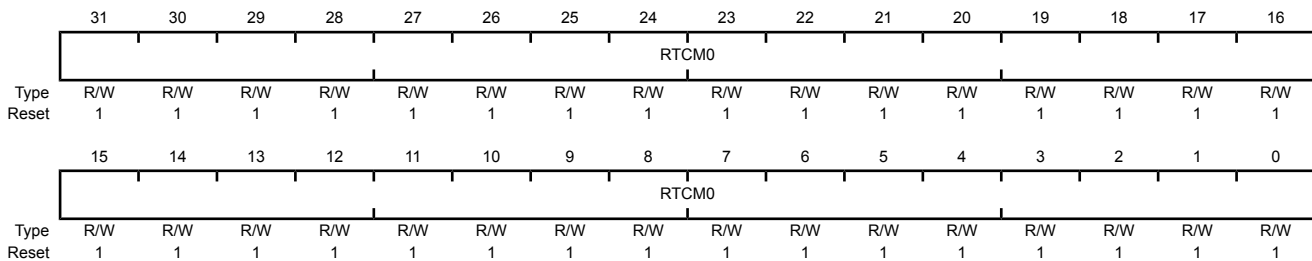 31 30 29 28 27 26 25 24 23 22 21 20 19 18 17 16
RTCM0
Type R/W R/W R/W R/W R/W R/W R/W R/W R/W R/W R/W R/W R/W R/W R/W R/W
Reset 1 1 1 1 1 1 1 1 1 1 1 1 1 1 1 1
15 14 13 12 11 10 9 8 7 6 5 4 3 2 1 0
RTCM0
Type R/W R/W R/W R/W R/W R/W R/W R/W R/W R/W R/W R/W R/W R/W R/W R/W
Reset 1 1 1 1 1 1 1 1 1 1 1 1 1 1 1 1